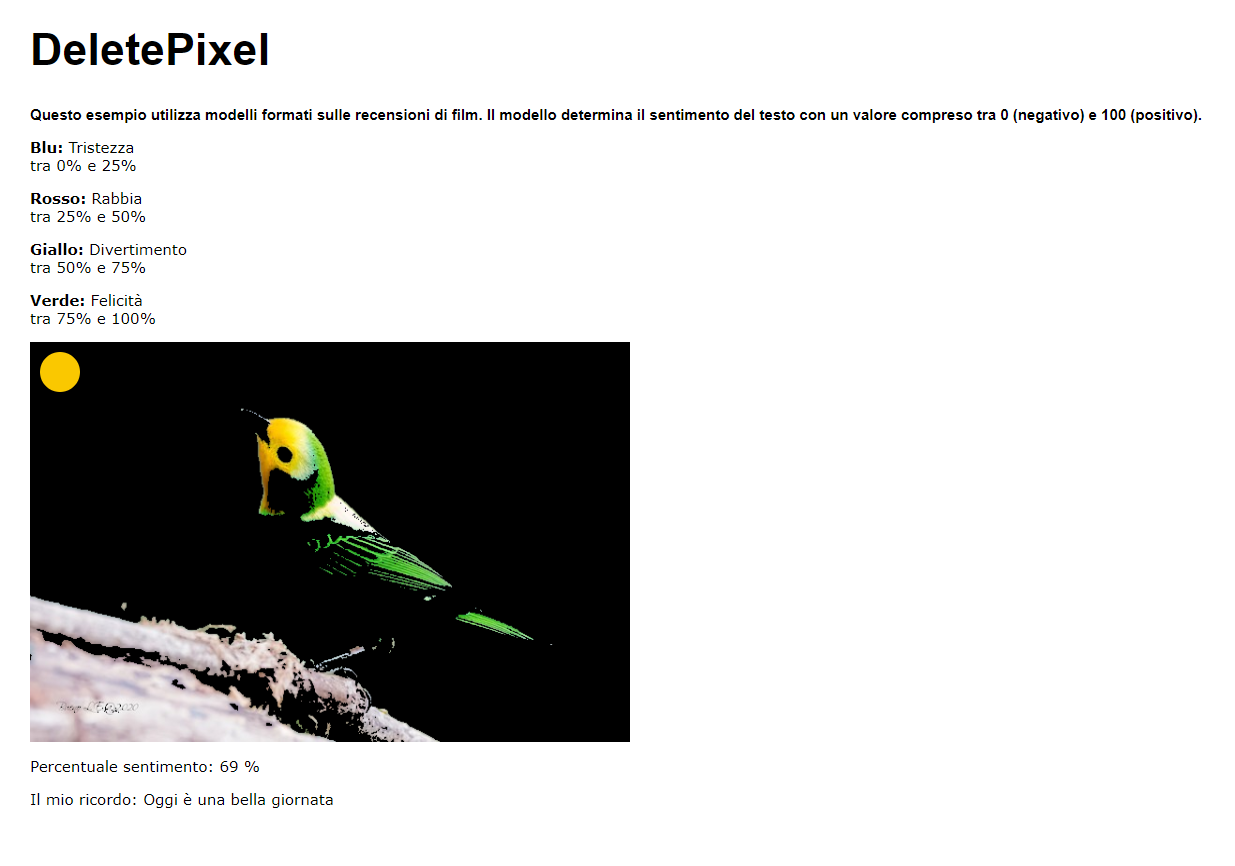 DeletePixel
Questo esempio utilizza modelli formati sulle recensioni di film. Il modello determina il sentimento del testo con un valore compreso tra 0 (negativo) e 100 (positivo).
Blu: Tristezza
tra 0% e 25%
Rosso: Rabbia
tra 25% e 50%
Giallo: Divertimento
tra 50% e 75%
Verde: Felicità
tra 75% e 100%
2020
Percentuale sentimento: 69 %
Il mio ricordo: Oggi è una bella giornata